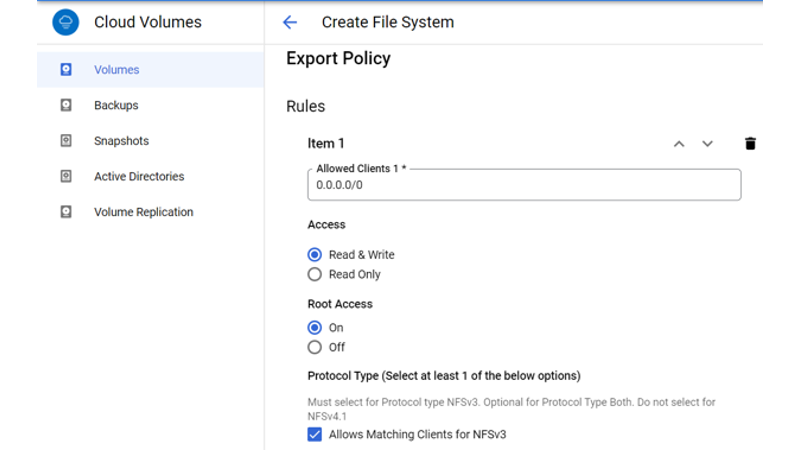 Cloud Volumes
Create File System
Volumes
Backups
Snapshots
Active Directories
Volume Replication
Export Policy
Rules
Item 1
Allowed Clients 1 *
0.0.0.0/0
Access
Read & Write
Read Only
Root Access
On
Off
Protocol Type (Select at least 1 of the below options)
Must select for Protocol type NFSv3. Optional for Protocol Type Both. Do not select for
NFSv4.1
Allows Matching Clients for NFSv3